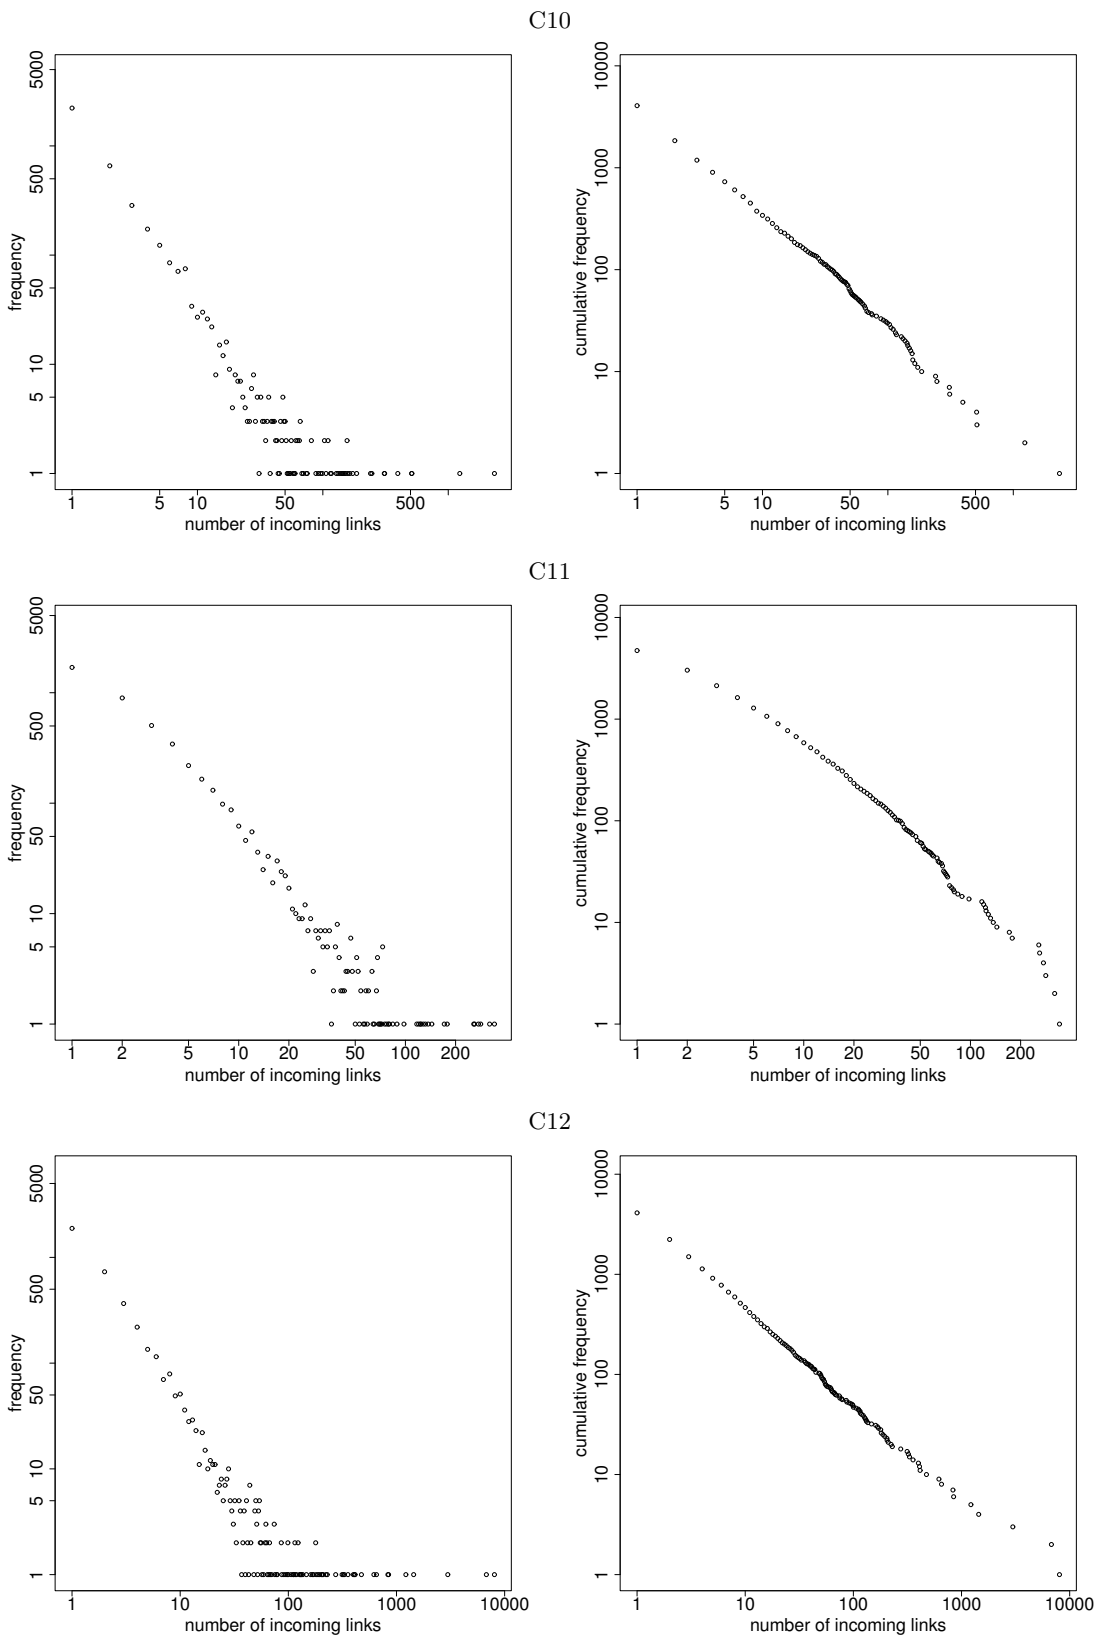 C10
frequency
1 5 10 50 500 5000
1 5 10 50 500
number of incoming links
cumulative frequency
1 10 100 1000 10000
1 5 10 50 500
number of incoming links
C11
frequency
1 5 10 50 500 5000
1 2 5 10 20 50 100 200
number of incoming links
cumulative frequency
1 10 100 1000 10000
1 2 5 10 20 50 100 200
number of incoming links
C12
frequency
1 5 10 50 500 5000
1 10 100 1000 10000
number of incoming links
cumulative frequency
1 10 100 1000 10000
1 10 100 1000 10000
number of incoming links